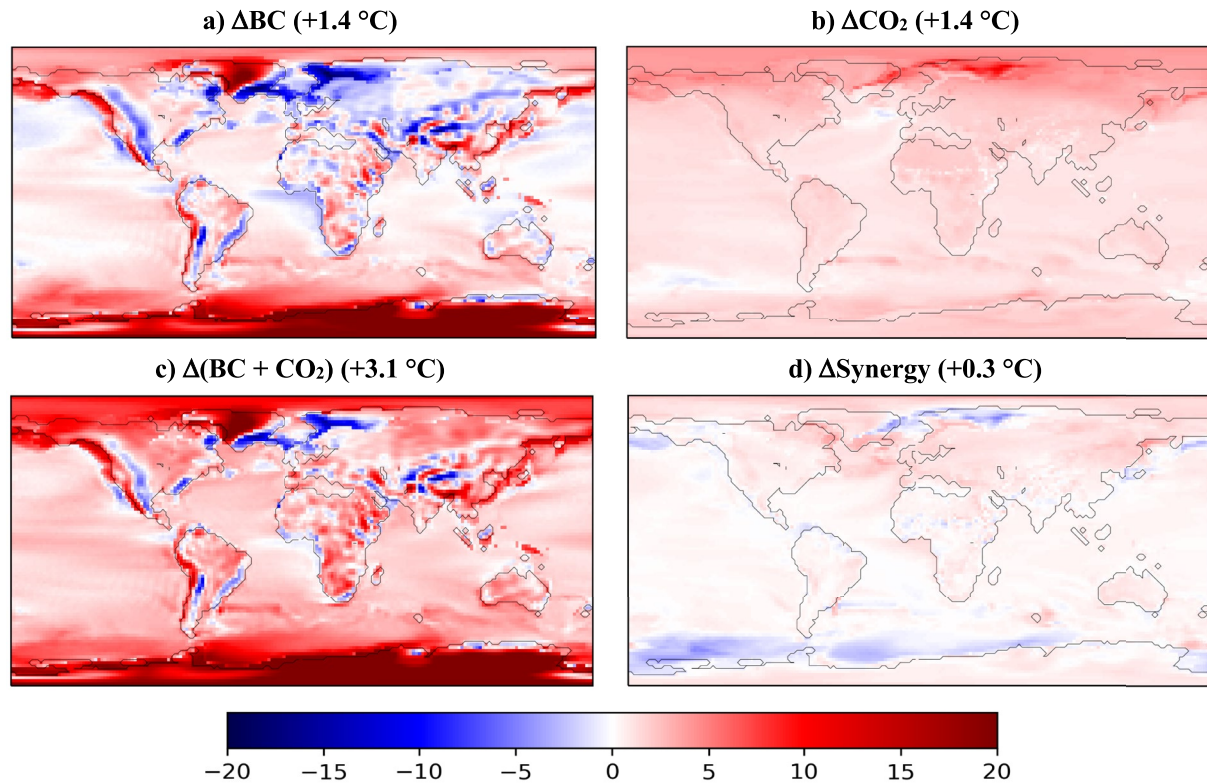 a) ΔBC (+1.4 °C)
b) ΔCO₂ (+1.4 °C)
c) Δ(BC + CO₂) (+3.1 °C)
d) ΔSynergy (+0.3 °C)
−20 −15 −10 −5 0 5 10 15 20